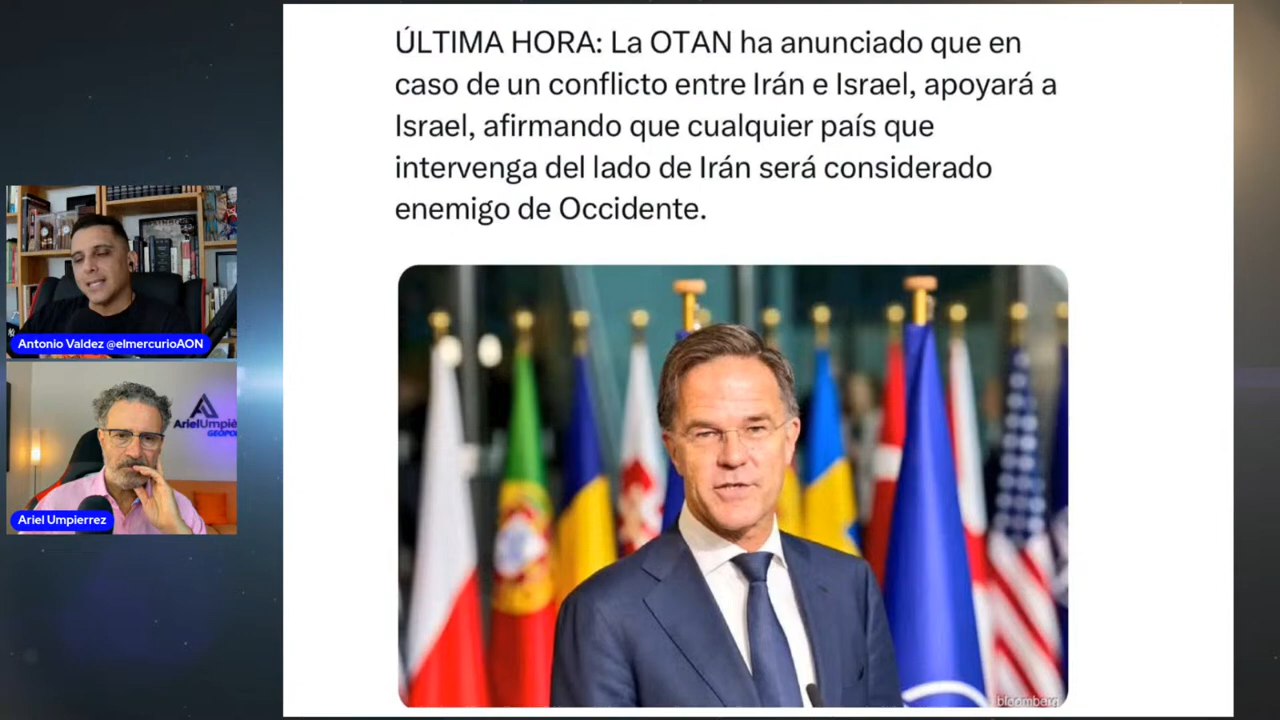 ÚLTIMA HORA: La OTAN ha anunciado que en
caso de un conflicto entre Irán e Israel, apoyará a
Israel, afirmando que cualquier país que
intervenga del lado de Irán será considerado
enemigo de Occidente.
Antonio Valdez @elmercurioAON
ArielUmpiè
GEOPO
Ariel Umpierrez
bloomberg